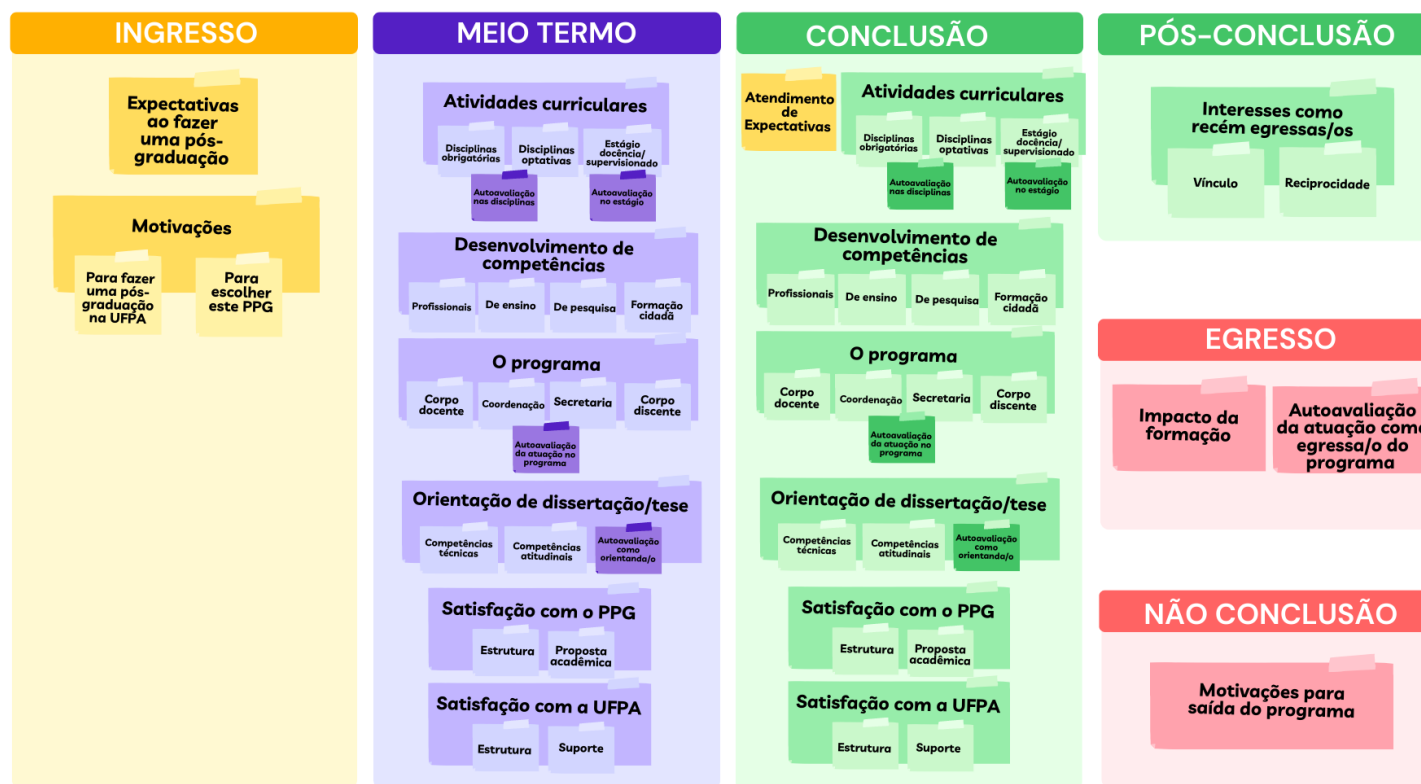 INGRESSO
Expectativas
ao fazer
uma pós-
graduação
Motivações
Para fazer
uma pós-
graduação
na UFPA
Para
escolher
este PPG
MEIO TERMO
Atividades curriculares
Disciplinas
obrigatórias
Disciplinas
optativas
Estágio
docência/
supervisionado
Autoavaliação
nas disciplinas
Autoavaliação
no estágio
Desenvolvimento de
competências
Profissionais
De ensino
De pesquisa
Formação
cidadã
O programa
Corpo
docente
Coordenação
Secretaria
Corpo
discente
Autoavaliação
da atuação no
programa
Orientação de dissertação/tese
Competências
técnicas
Competências
atitudinais
Autoavaliação
como
orientanda/o
Satisfação com o PPG
Estrutura
Proposta
acadêmica
Satisfação com a UFPA
Estrutura
Suporte
CONCLUSÃO
Atendimento
de
Expectativas
Atividades curriculares
Disciplinas
obrigatórias
Disciplinas
optativas
Estágio
docência/
supervisionado
Autoavaliação
nas disciplinas
Autoavaliação
no estágio
Desenvolvimento de
competências
Profissionais
De ensino
De pesquisa
Formação
cidadã
O programa
Corpo
docente
Coordenação
Secretaria
Corpo
discente
Autoavaliação
da atuação no
programa
Orientação de dissertação/tese
Competências
técnicas
Competências
atitudinais
Autoavaliação
como
orientanda/o
Satisfação com o PPG
Estrutura
Proposta
acadêmica
Satisfação com a UFPA
Estrutura
Suporte
PÓS-CONCLUSÃO
Interesses como
recém egressas/os
Vínculo
Reciprocidade
EGRESSO
Impacto da
formação
Autoavaliação
da atuação como
egressa/o do
programa
NÃO CONCLUSÃO
Motivações para
saída do programa